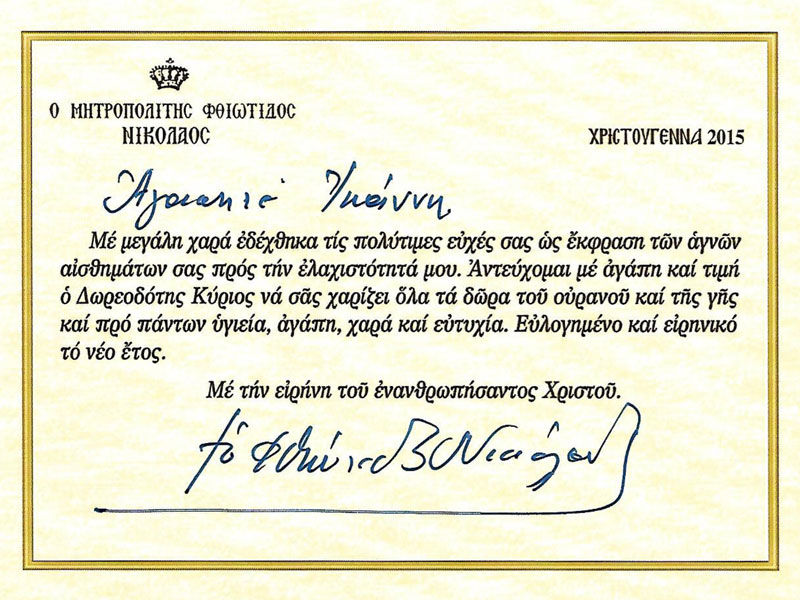 Ο ΜΗΤΡΟΠΟΛΙΤΗΣ ΦΘΙΩΤΙΔΟΣ
ΝΙΚΟΛΑΟΣ
ΧΡΙΣΤΟΥΓΕΝΝΑ 2015
Ἀγαπητέ Ἰωάννη
Μέ μεγάλη χαρά ἐδέχθηκα τίς πολύτιμες εὐχές σας ὡς ἔκφραση τῶν ἁγνῶν
αἰσθημάτων σας πρός τήν ἐλαχιστότητά μου. Ἀντεύχομαι μέ ἀγάπη καί τιμή
ὁ Δωρεοδότης Κύριος νά σᾶς χαρίζει ὅλα τά δῶρα τοῦ οὐρανοῦ καί τῆς γῆς
καί πρό πάντων ὑγιεία, ἀγάπη, χαρά καί εὐτυχία. Εὐλογημένο καί εἰρηνικό
τό νέο ἔτος.
Μέ τήν εἰρήνη τοῦ ἐνανθρωπήσαντος Χριστοῦ.
† ὁ Φθιώτιδος Νικόλαος